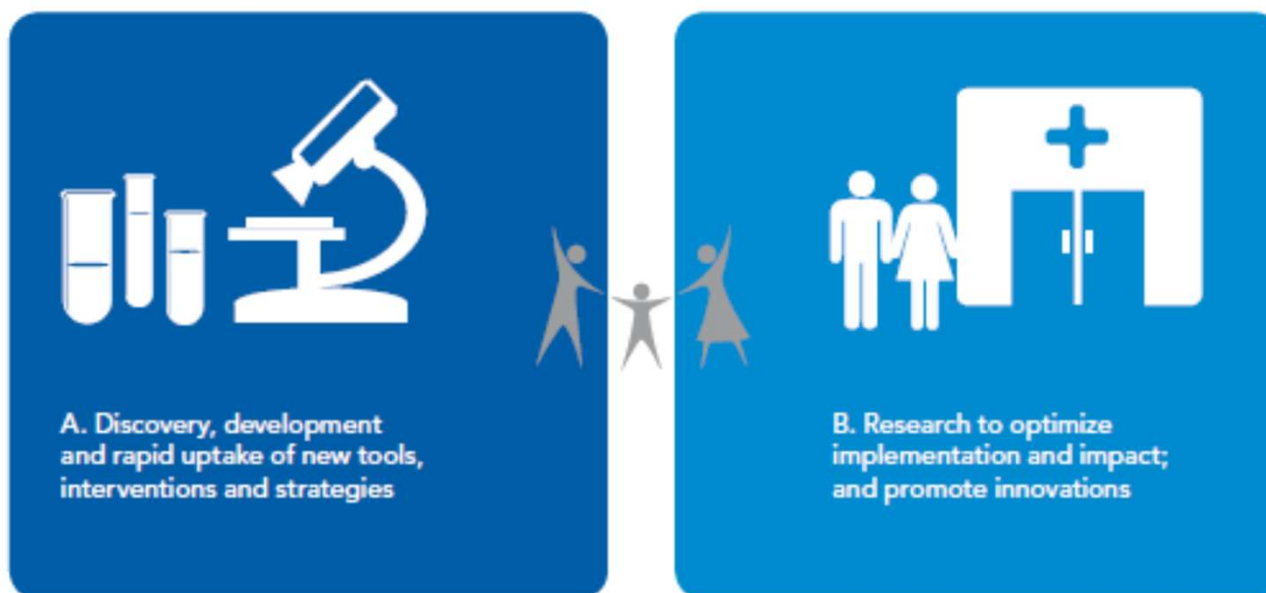 A. Discovery, development
and rapid uptake of new tools,
interventions and strategies
B. Research to optimize
implementation and impact;
and promote innovations